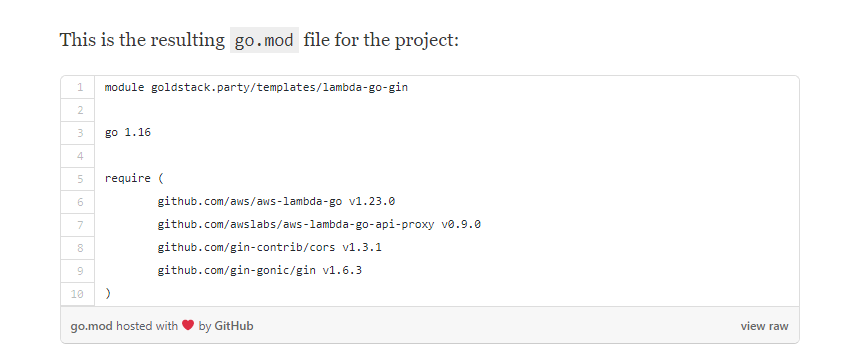 This is the resulting go.mod file for the project:
1 module goldstack.party/templates/lambda-go-gin
2
3 go 1.16
4
5 require (
6 github.com/aws/aws-lambda-go v1.23.0
7 github.com/awslabs/aws-lambda-go-api-proxy v0.9.0
8 github.com/gin-contrib/cors v1.3.1
9 github.com/gin-gonic/gin v1.6.3
10 )
go.mod hosted with ❤ by GitHub view raw